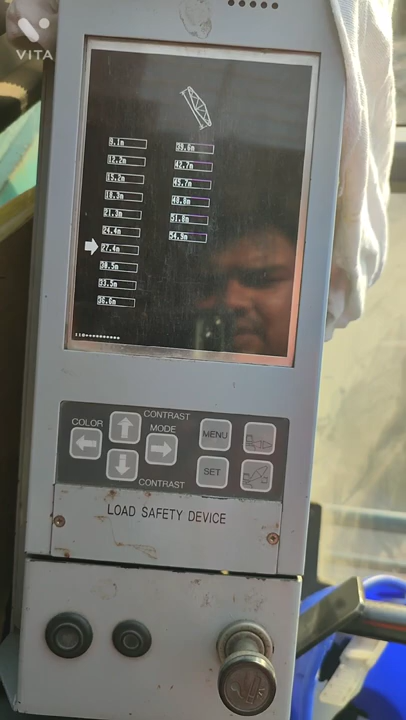 VITA
9.1m
12.2m
15.2m
18.3m
21.3m
24.4m
27.4m
30.5m
33.5m
36.6m
39.6m
42.7m
45.7m
48.8m
51.8m
54.9m
COLOR
CONTRAST
MODE
CONTRAST
MENU
SET
LOAD SAFETY DEVICE